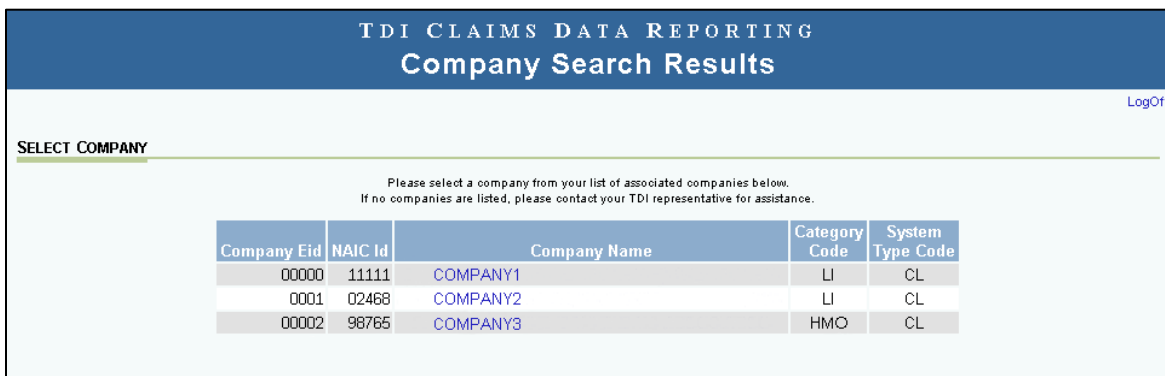 TDI CLAIMS DATA REPORTING
Company Search Results
LogOf
SELECT COMPANY
Please select a company from your list of associated companies below.
If no companies are listed, please contact your TDI representative for assistance.
Company Eid NAIC Id Company Name Category Code System Type Code
00000 11111 COMPANY1 LI CL
0001 02468 COMPANY2 LI CL
00002 98765 COMPANY3 HMO CL